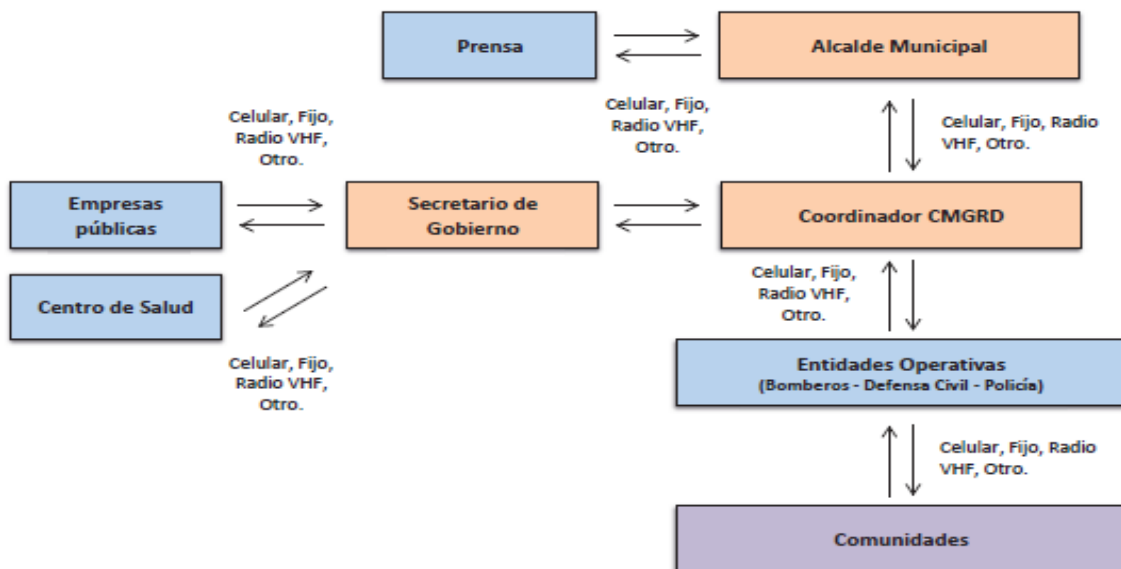 Prensa
Alcalde Municipal
Celular, Fijo,
Radio VHF,
Otro.
Celular, Fijo,
Radio VHF,
Otro.
Celular, Fijo, Radio
VHF, Otro.
Empresas
públicas
Secretario de
Gobierno
Coordinador CMGRD
Centro de Salud
Celular, Fijo,
Radio VHF,
Otro.
Celular, Fijo,
Radio VHF,
Otro.
Entidades Operativas
(Bomberos - Defensa Civil - Policía)
Celular, Fijo, Radio
VHF, Otro.
Comunidades